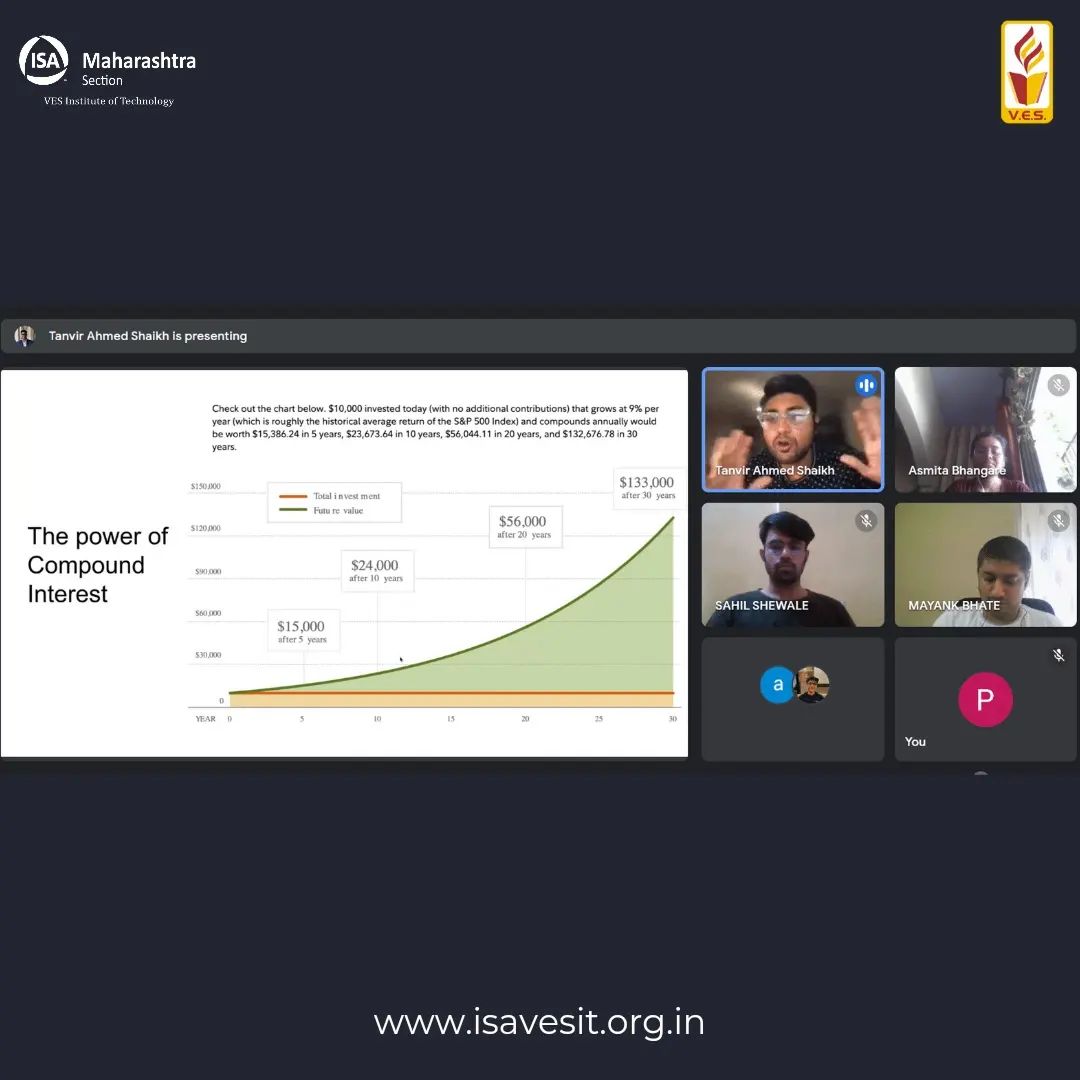 ISA Maharashtra
Section
VES Institute of Technology
V.E.S.
Tanvir Ahmed Shaikh is presenting
Check out the chart below. $10,000 invested today (with no additional contributions) that grows at 9% per
year (which is roughly the historical average return of the S&P 500 Index) and compounds annually would
be worth $15,386.24 in 5 years, $23,673.64 in 10 years, $56,044.11 in 20 years, and $132,676.78 in 30
years.
The power of
Compound
Interest
$150,000
$120,000
$90,000
$60,000
$30,000
0
Total investment
Future value
$15,000
after 5 years
$24,000
after 10 years
$56,000
after 20 years
$133,000
after 30 years
YEAR 0 5 10 15 20 25 30
Tanvir Ahmed Shaikh
Asmita Bhangare
SAHIL SHEWALE
MAYANK BHATE
a
P
You
www.isavesit.org.in